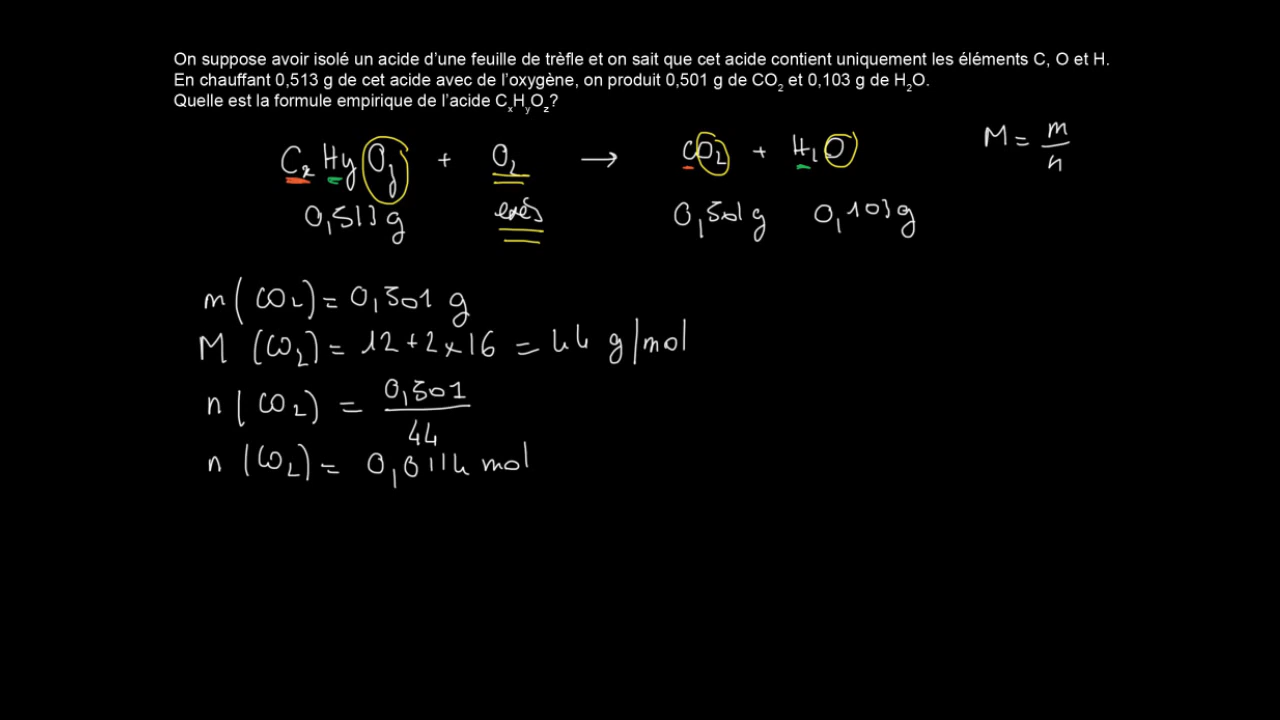 On suppose avoir isolé un acide d'une feuille de trèfle et on sait que cet acide contient uniquement les éléments C, O et H.
En chauffant 0,513 g de cet acide avec de l'oxygène, on produit 0,501 g de CO₂ et 0,103 g de H₂O.
Quelle est la formule empirique de l'acide CₓHᵧO_z?
CₓHyOz + O₂ → CO₂ + H₂O
M = m/n
0,513 g excès 0,501 g 0,103 g
m(CO₂) = 0,501 g
M (CO₂) = 12 + 2 × 16 = 44 g/mol
n(CO₂) = 0,501/44
n(CO₂) = 0,0114 mol